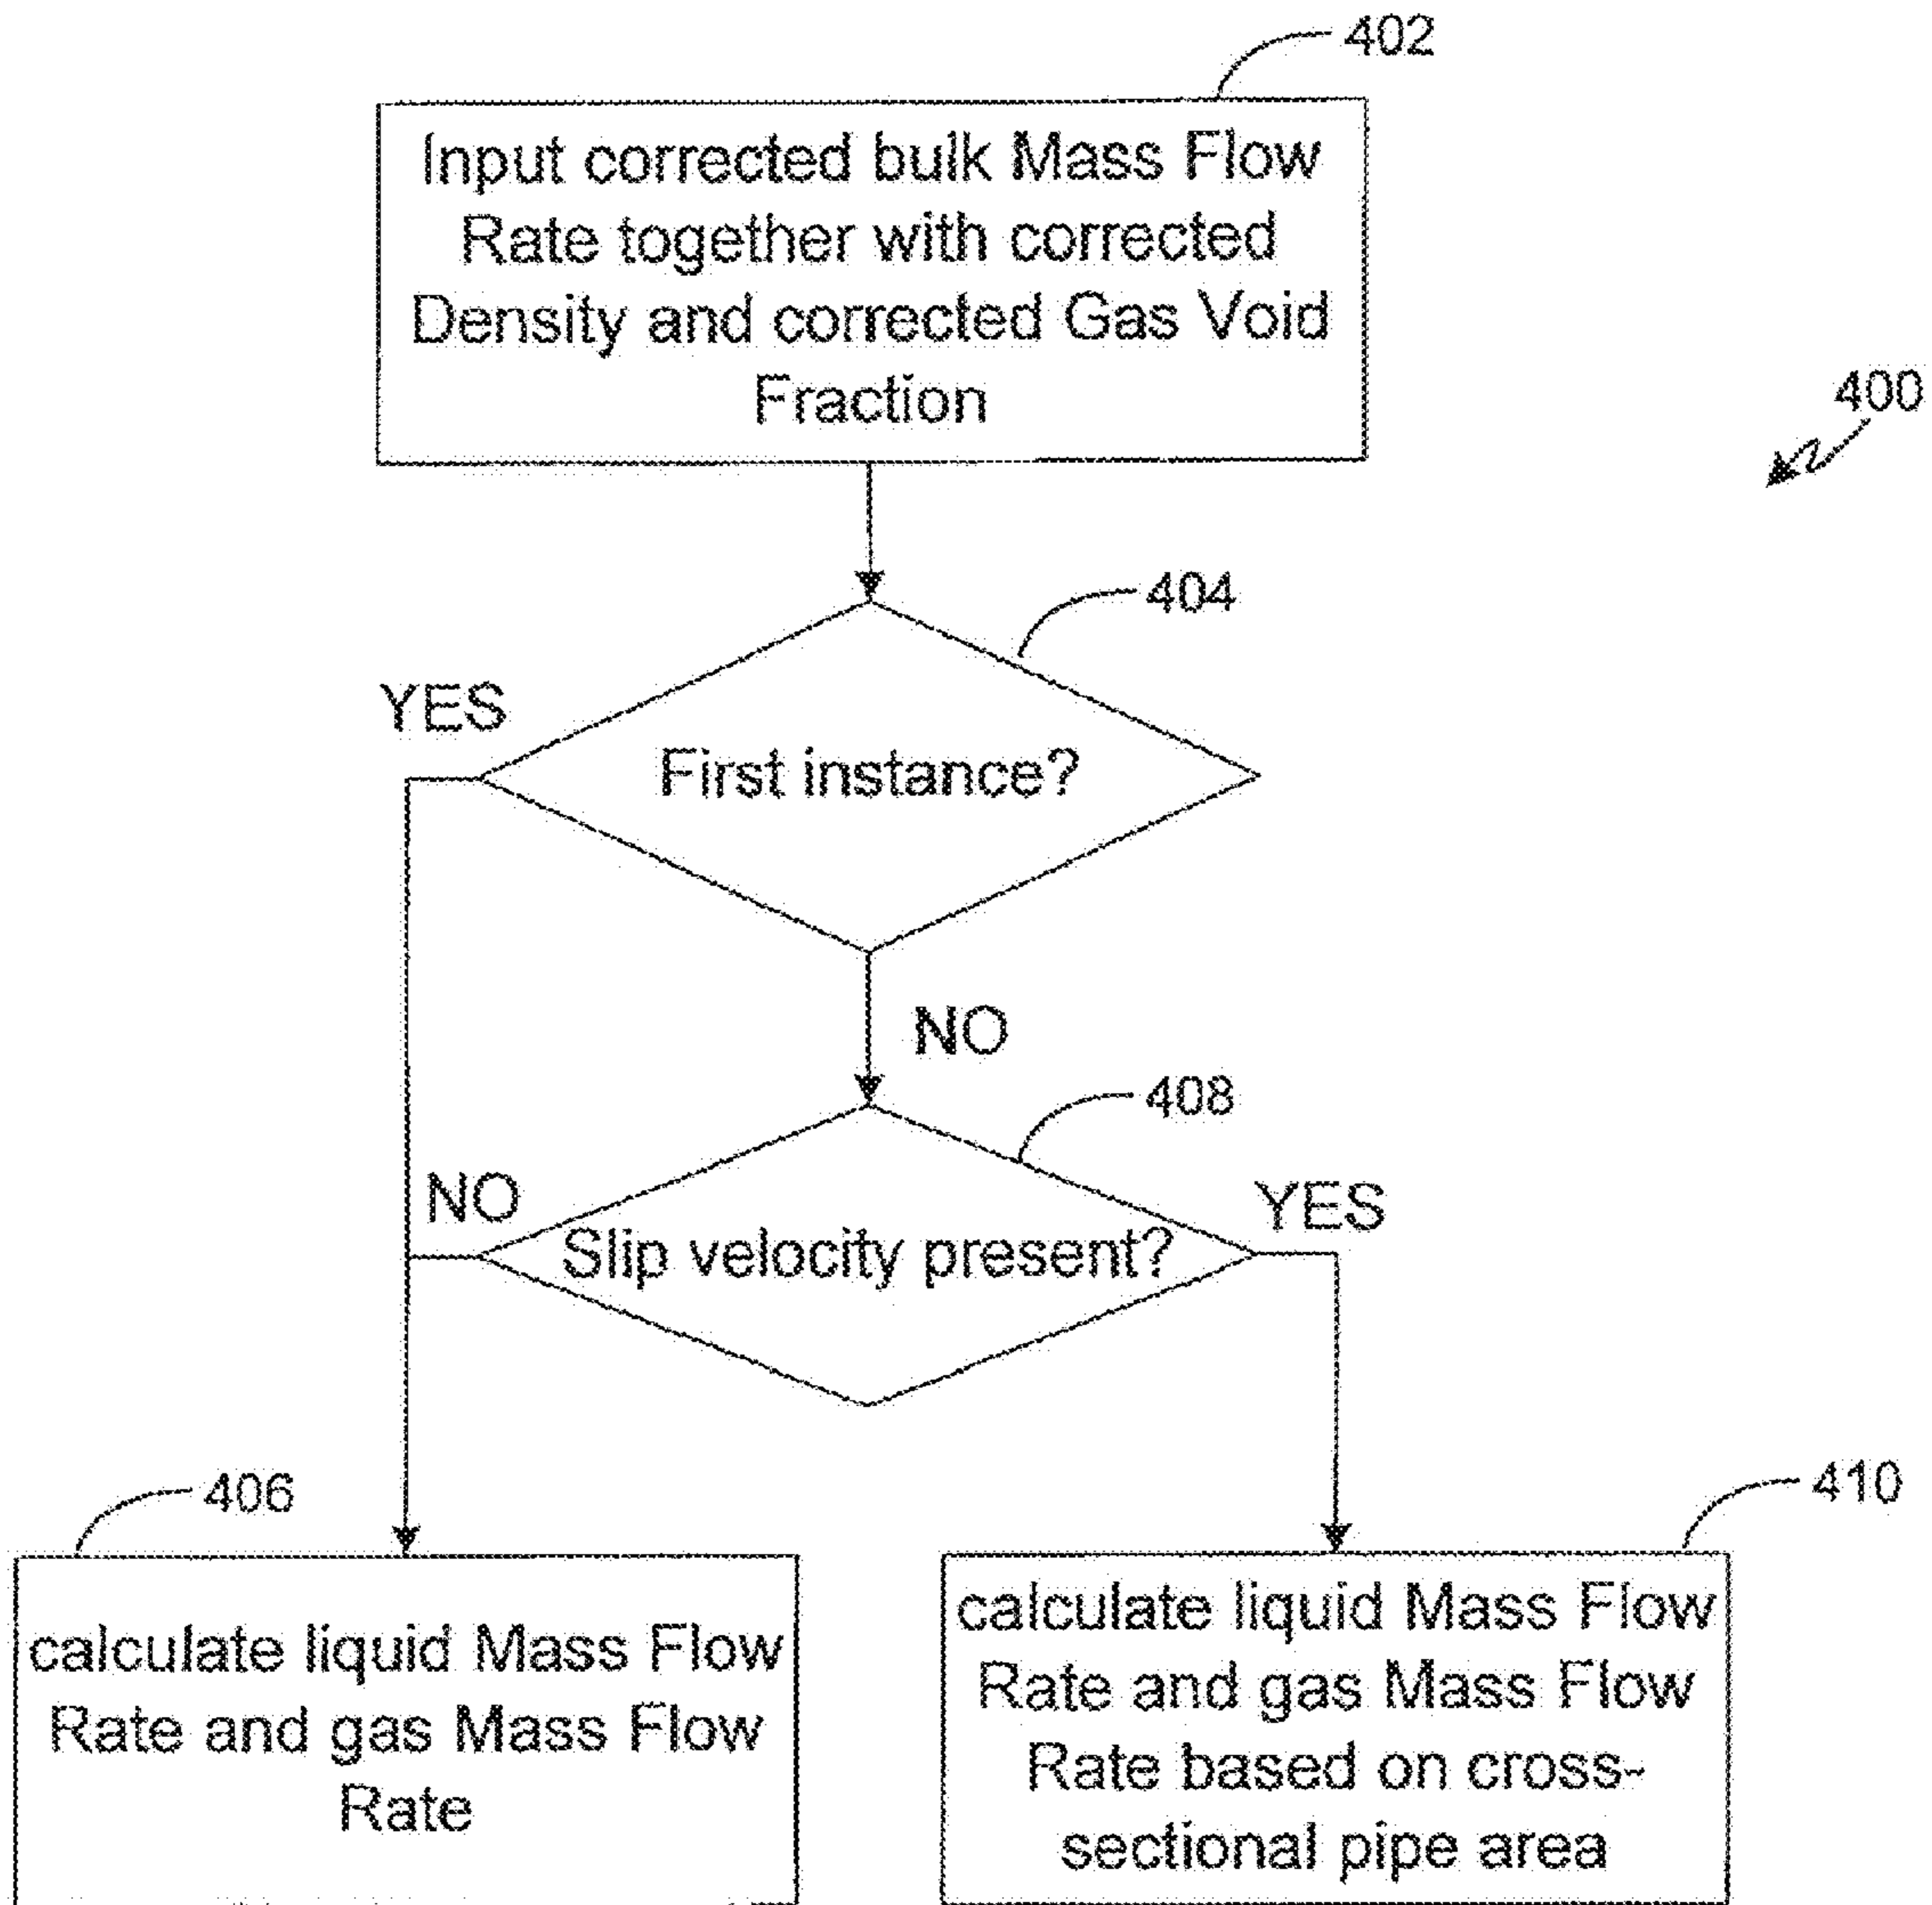 402
Input corrected bulk Mass Flow
Rate together with corrected
Density and corrected Gas Void
Fraction
400
404
YES
First instance?
NO
408
NO
YES
Slip velocity present?
406
410
calculate liquid Mass Flow
Rate and gas Mass Flow
Rate
calculate liquid Mass Flow
Rate and gas Mass Flow
Rate based on cross-
sectional pipe area